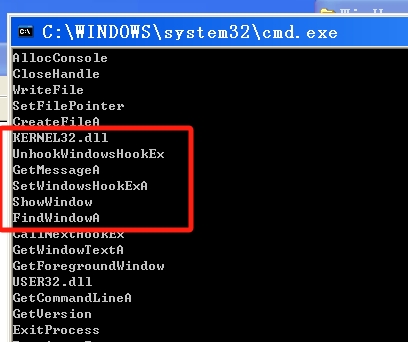 C:\WINDOWS\system32\cmd.exe
AllocConsole
CloseHandle
WriteFile
SetFilePointer
CreateFileA
KERNEL32.dll
UnhookWindowsHookEx
GetMessageA
SetWindowsHookExA
ShowWindow
FindWindowA
CallNextHookEx
GetWindowTextA
GetForegroundWindow
USER32.dll
GetCommandLineA
GetVersion
ExitProcess